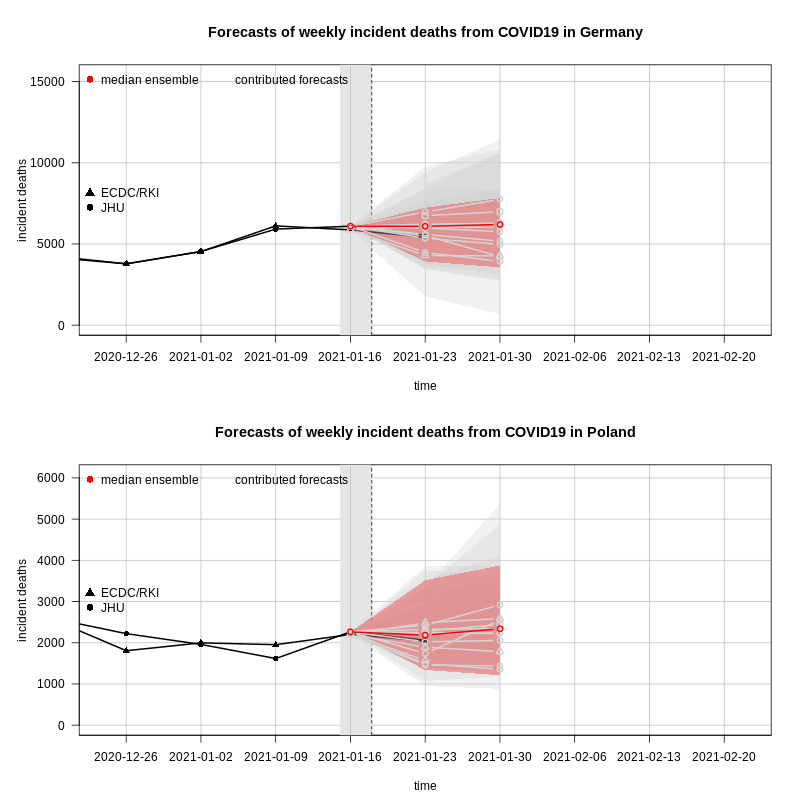 Forecasts of weekly incident deaths from COVID19 in Germany
median ensemble contributed forecasts
15000
10000
5000
0
incident deaths
ECDC/RKI
JHU
2020-12-26 2021-01-02 2021-01-09 2021-01-16 2021-01-23 2021-01-30 2021-02-06 2021-02-13 2021-02-20
time
Forecasts of weekly incident deaths from COVID19 in Poland
median ensemble contributed forecasts
6000
5000
4000
3000
2000
1000
0
incident deaths
ECDC/RKI
JHU
2020-12-26 2021-01-02 2021-01-09 2021-01-16 2021-01-23 2021-01-30 2021-02-06 2021-02-13 2021-02-20
time